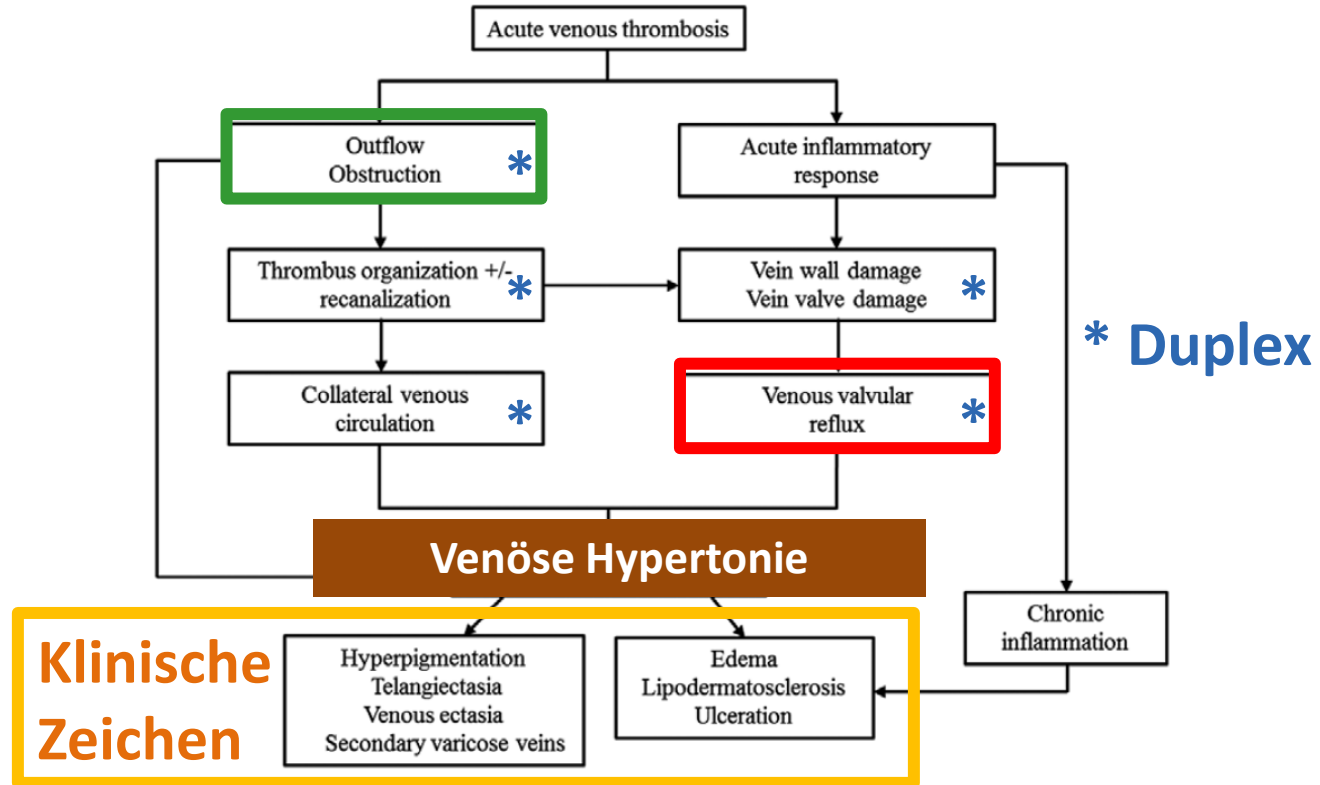 Acute venous thrombosis
Outflow
Obstruction
*
Acute inflammatory
response
Thrombus organization +/-
recanalization
*
Vein wall damage
Vein valve damage
*
* Duplex
Collateral venous
circulation
*
Venous valvular
reflux
*
Venöse Hypertonie
Klinische
Zeichen
Hyperpigmentation
Telangiectasia
Venous ectasia
Secondary varicose veins
Edema
Lipodermatosclerosis
Ulceration
Chronic
inflammation